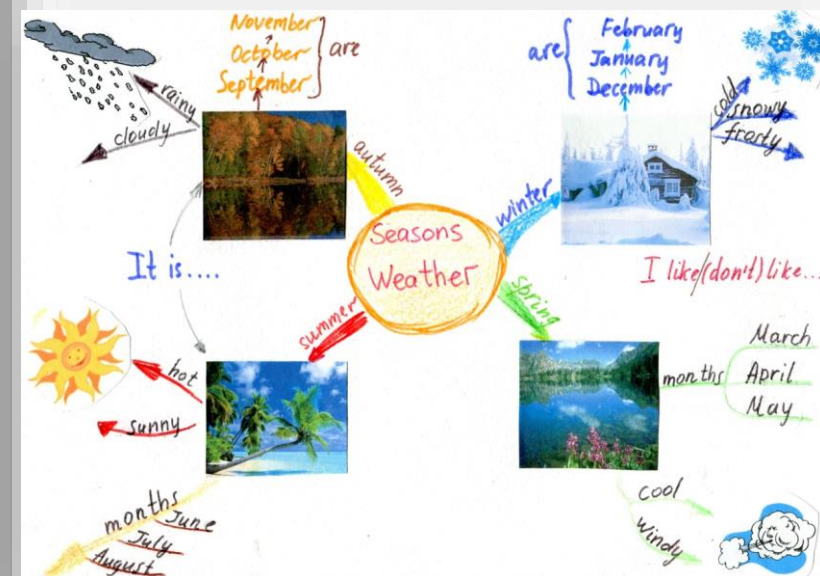 November
October
September
are
rainy
cloudy
autumn
are
February
January
December
cold
snowy
frosty
winter
Seasons
Weather
It is....
I like/(don't) like...
summer
hot
sunny
months
June
July
August
spring
months
March
April
May
cool
windy